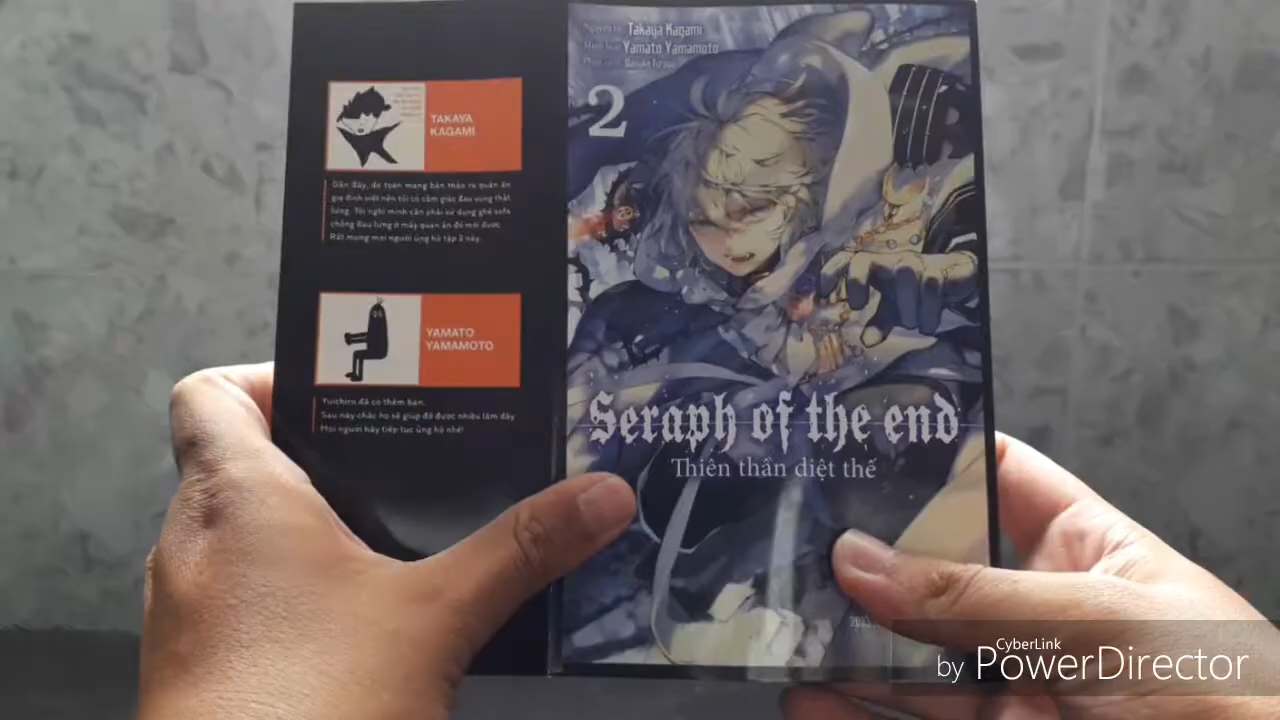 TAKAYA
KAGAMI
Gần đây, do toàn mang bản thảo ra quán ăn
gia đình viết nên tôi có cảm giác đau vùng thắt
lưng. Tôi nghĩ mình cần phải sử dụng ghế sofa
chống đau lưng ở mấy quán ăn đó mới được
Rất mong mọi người ủng hộ tập 2 này.
YAMATO
YAMAMOTO
Yuichiro đã có thêm bạn.
Sau này chắc họ sẽ giúp đỡ được nhiều lắm đây
Mọi người hãy tiếp tục ủng hộ nhé!
Takaya Kagami
Yamato Yamamoto
2
Seraph of the end
Thiên thần diệt thế
CyberLink
by PowerDirector